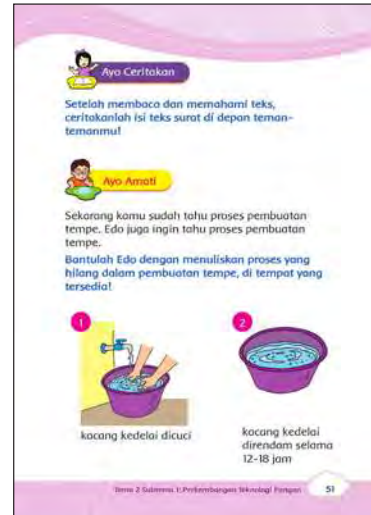 Ayo Ceritakan
Setelah membaca dan memahami teks,
ceritakanlah isi teks surat di depan teman-
temanmu!
Ayo Amati
Sekarang kamu sudah tahu proses pembuatan
tempe. Edo juga ingin tahu proses pembuatan
tempe.
Bantulah Edo dengan menuliskan proses yang
hilang dalam pembuatan tempe, di tempat yang
tersedia!
1
kacang kedelai dicuci
2
kacang kedelai
direndam selama
12-18 jam
Tema 2 Subtema 1: Perkembangan Teknologi Pangan
51